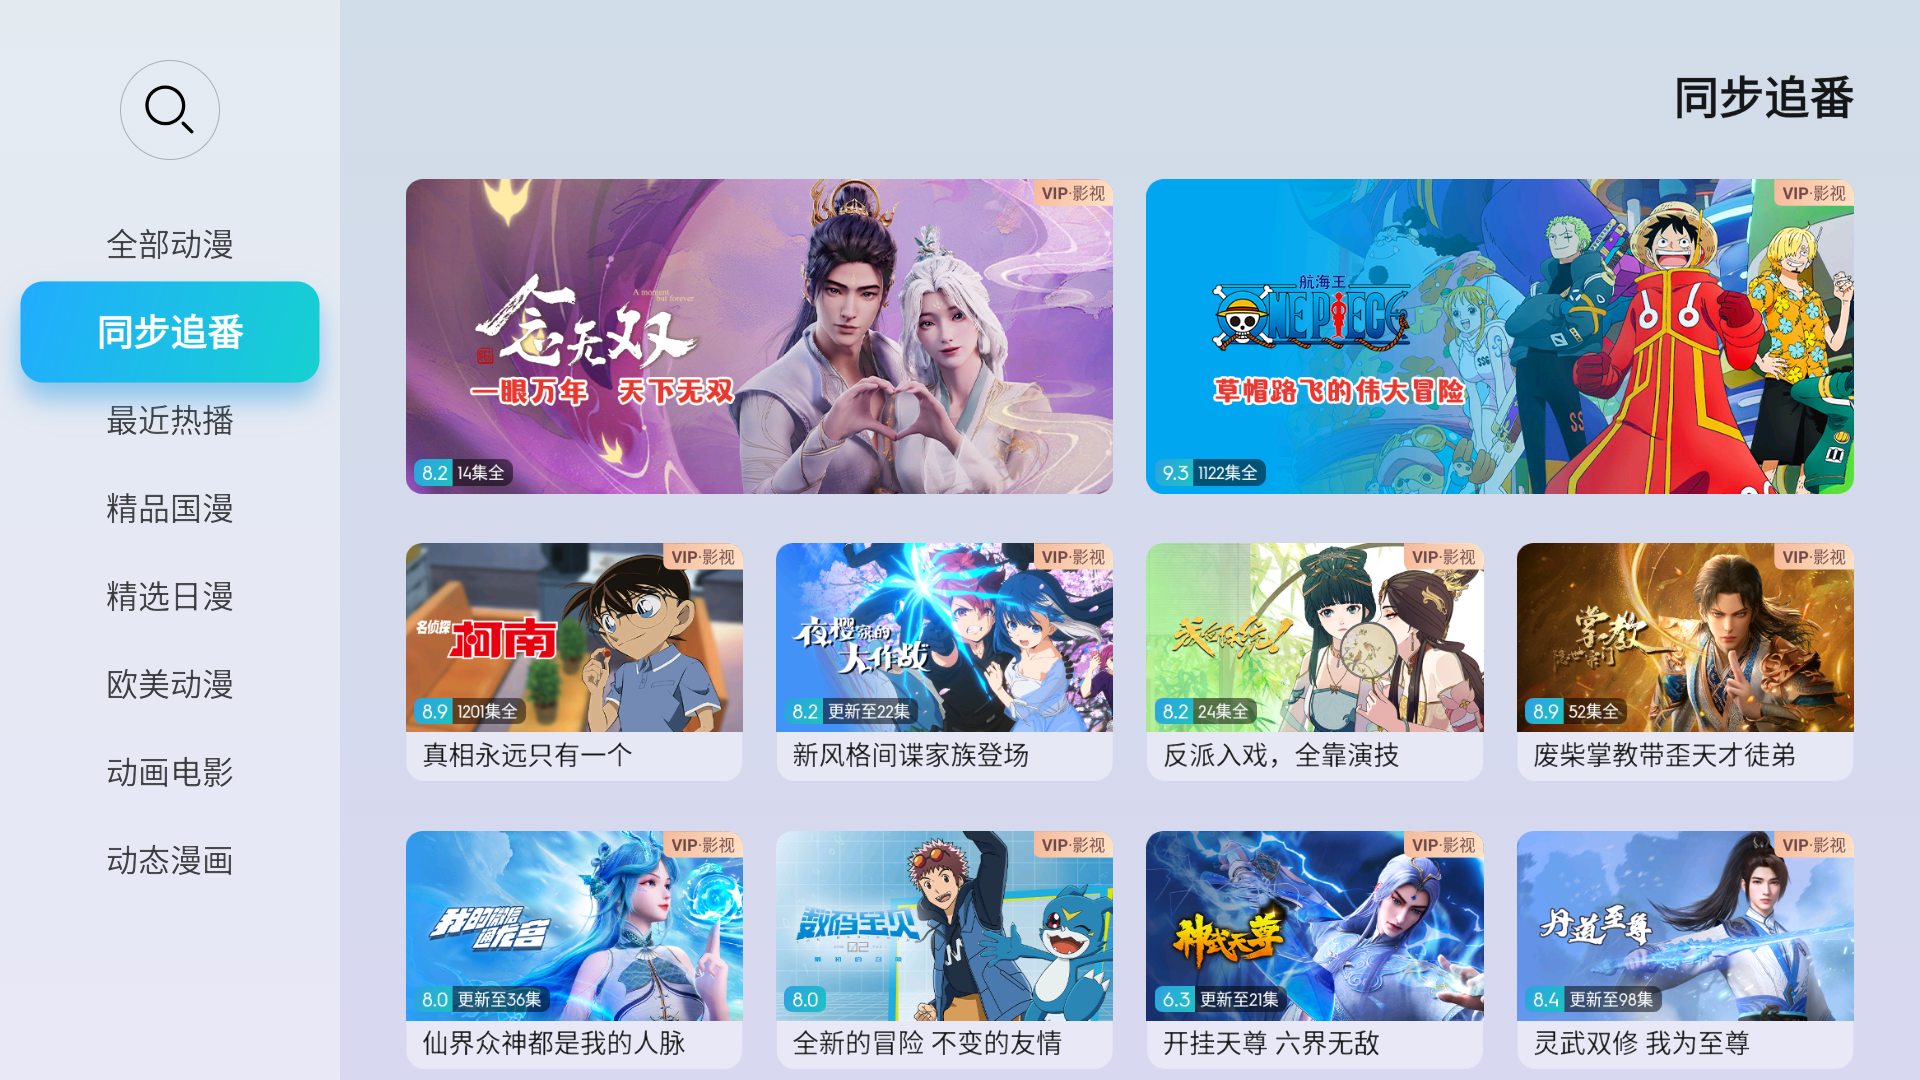 同步追番
全部动漫
同步追番
最近热播
精品国漫
精选日漫
欧美动漫
动画电影
动态漫画
VIP·影视
A moment
but forever
念无双
一眼万年 天下无双
8.2 14集全
VIP·影视
航海王
ONE PIECE
草帽路飞的伟大冒险
9.3 1122集全
VIP·影视
名侦探
柯南
8.9 1201集全
真相永远只有一个
VIP·影视
夜樱家的
大作战
8.2 更新至22集
新风格间谍家族登场
VIP·影视
8.2 24集全
反派入戏，全靠演技
VIP·影视
掌教
8.9 52集全
废柴掌教带歪天才徒弟
VIP·影视
我的微信
通龙宫
8.0 更新至36集
仙界众神都是我的人脉
VIP·影视
数码宝贝
02
8.0
全新的冒险 不变的友情
VIP·影视
神武天尊
6.3 更新至21集
开挂天尊 六界无敌
VIP·影视
丹道至尊
8.4 更新至98集
灵武双修 我为至尊